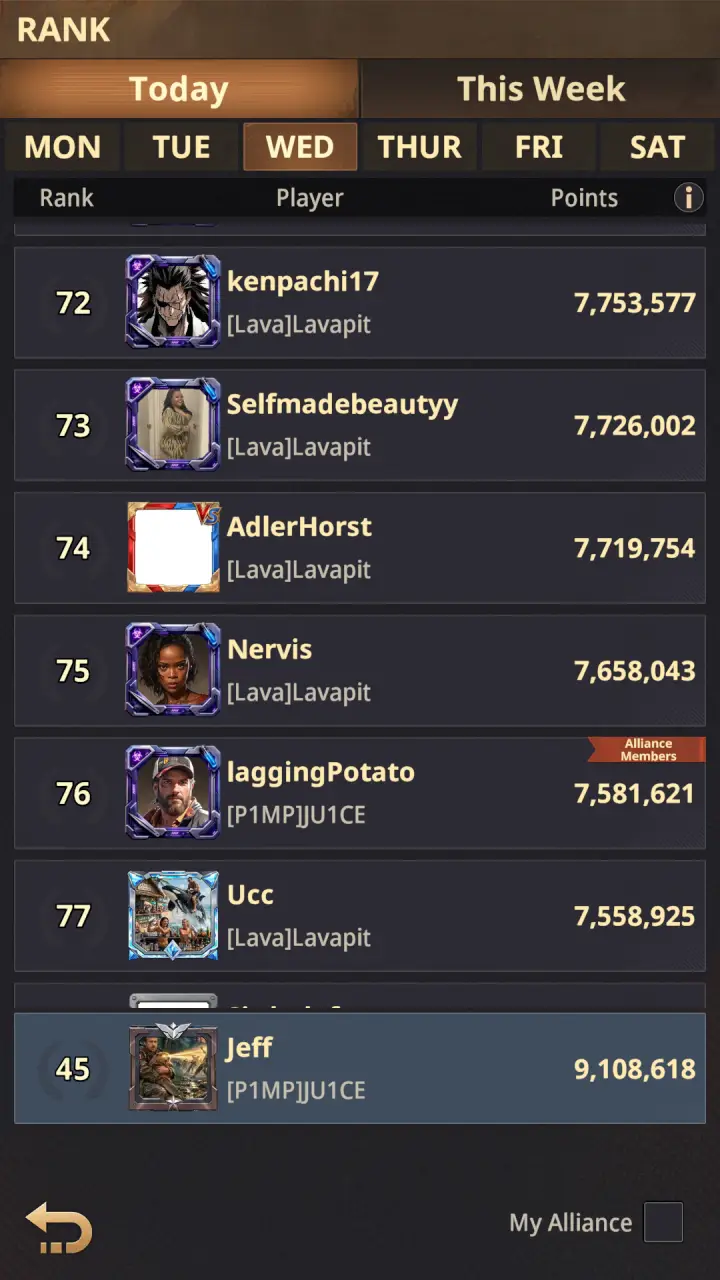 RANK
Today
This Week
MON
TUE
WED
THUR
FRI
SAT
Rank
Player
Points
72
kenpachi17
[Lava]Lavapit
7,753,577
73
Selfmadebeautyy
[Lava]Lavapit
7,726,002
74
VS
AdlerHorst
[Lava]Lavapit
7,719,754
75
Nervis
[Lava]Lavapit
7,658,043
Alliance
Members
76
laggingPotato
[P1MP]JU1CE
7,581,621
77
Ucc
[Lava]Lavapit
7,558,925
45
Jeff
[P1MP]JU1CE
9,108,618
My Alliance